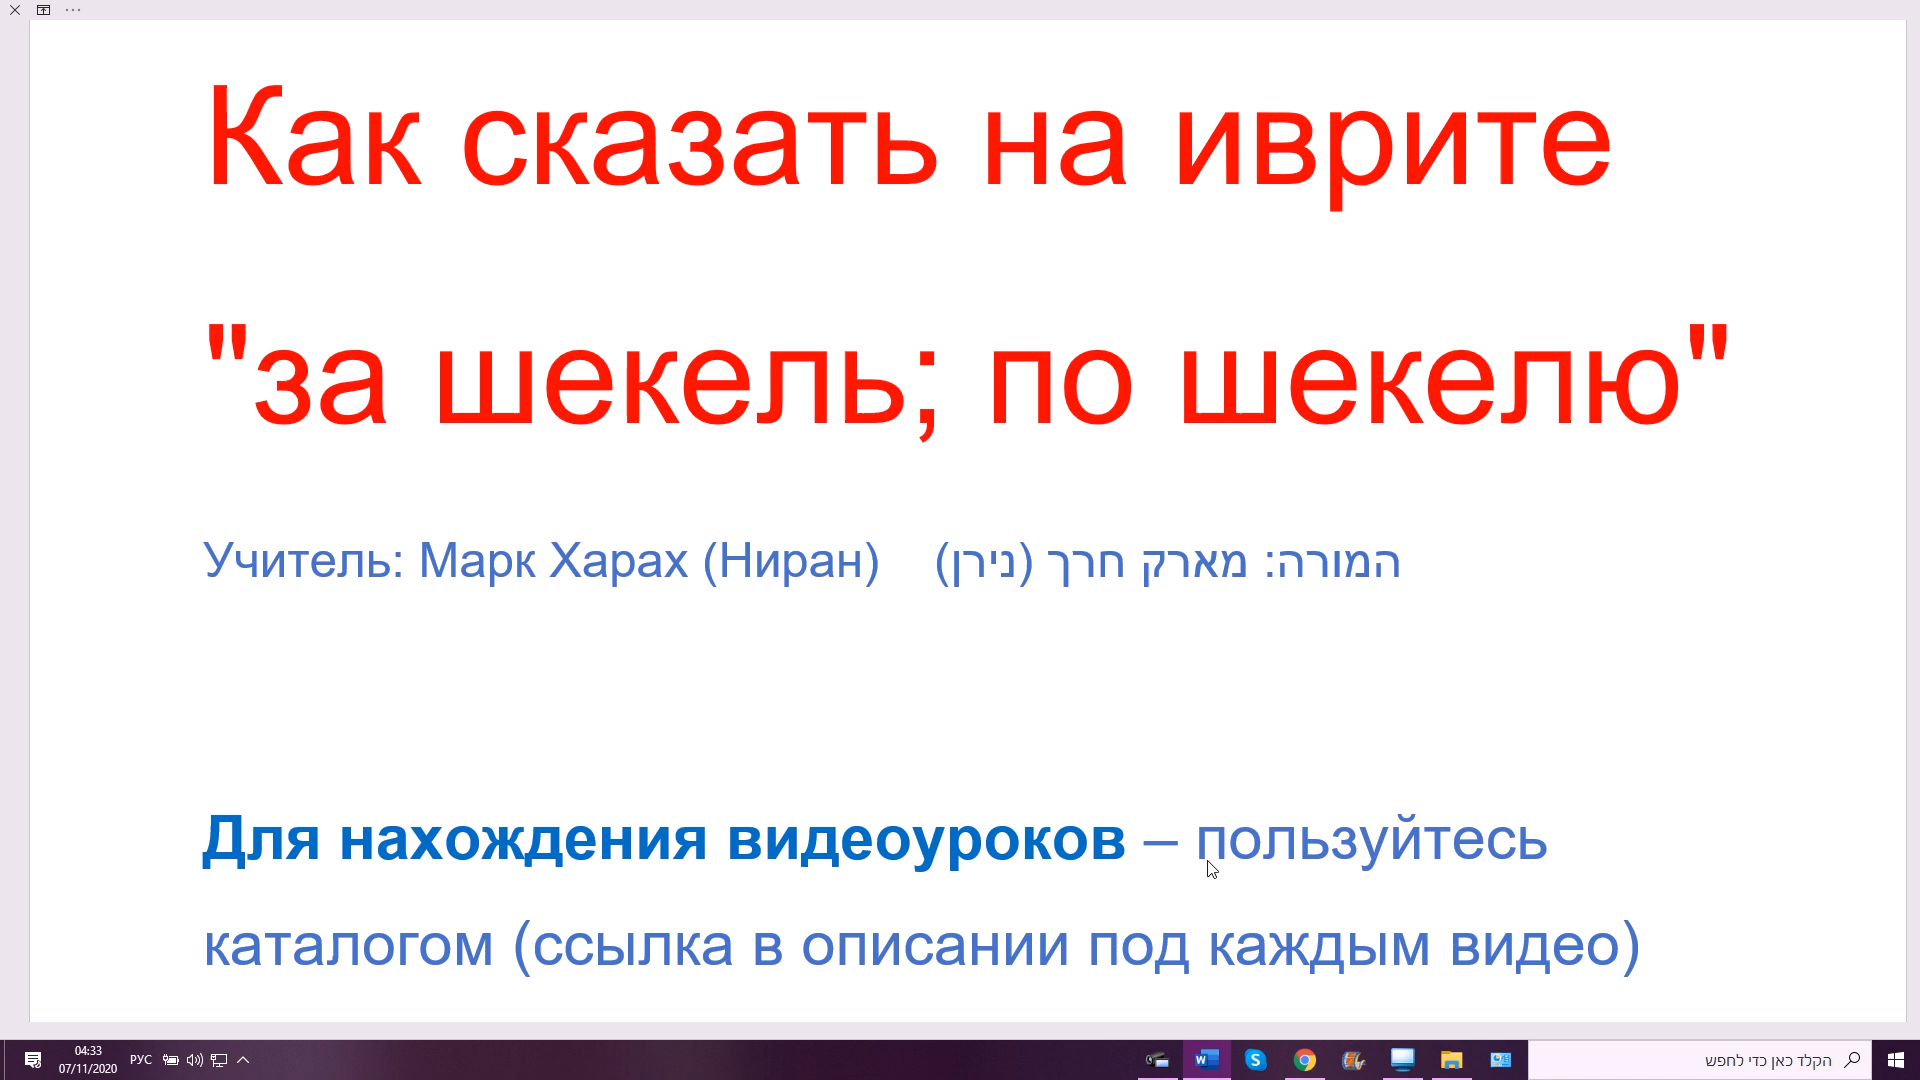 Как сказать на иврите
"за шекель; по шекелю"
Учитель: Марк Харах (Ниран) המורה: מארק חרך (נירן)
Для нахождения видеоуроков – пользуйтесь
каталогом (ссылка в описании под каждым видео)
04:33
07/11/2020
РУС
הקלד כאן כדי לחפש